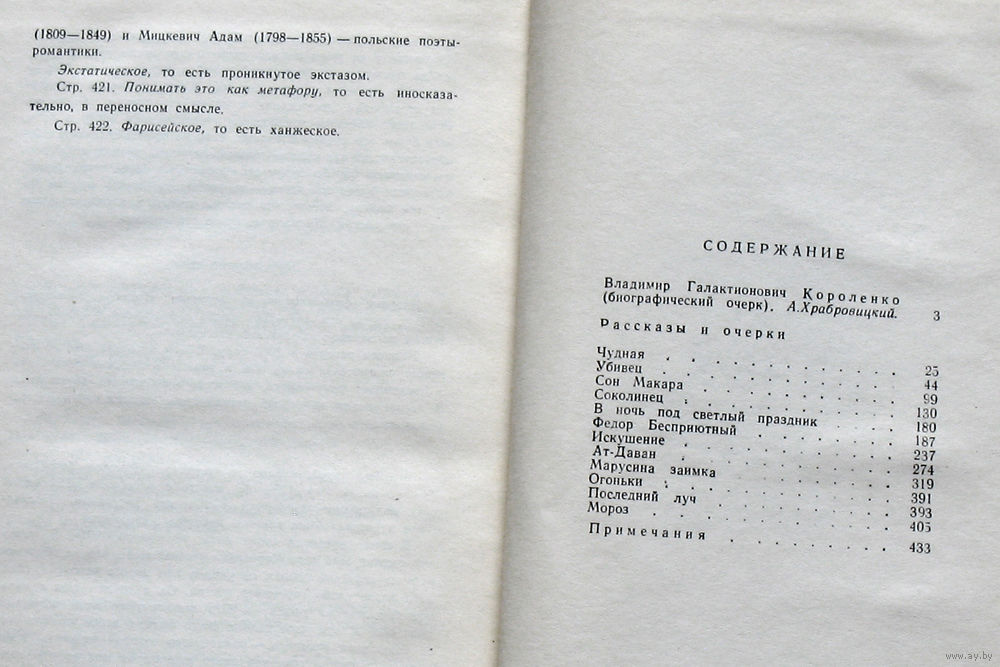 (1809—1849) и Мицкевич Адам (1798—1855) — польские поэты-
романтики.
Экстатическое, то есть проникнутое экстазом.
Стр. 421. Понимать это как метафору, то есть иносказа-
тельно, в переносном смысле.
Стр. 422. Фарисейское, то есть ханжеское.
СОДЕРЖАНИЕ
Владимир Галактионович Короленко
(биографический очерк). А.Храбровицкий. 3
Рассказы и очерки
Чудная . . . . . . . . . . 25
Убивец . . . . . . . . . . 44
Сон Макара . . . . . . . . . 99
Соколинец . . . . . . . . . 130
В ночь под светлый праздник . . . . 180
Федор Бесприютный . . . . . . 187
Искушение . . . . . . . . . 237
Ат-Даван . . . . . . . . . 274
Марусина заимка . . . . . . . 319
Огоньки . . . . . . . . . . 391
Последний луч . . . . . . . . 393
Мороз . . . . . . . . . . 405
Примечания . . . . . . . . 433
www.ay.by